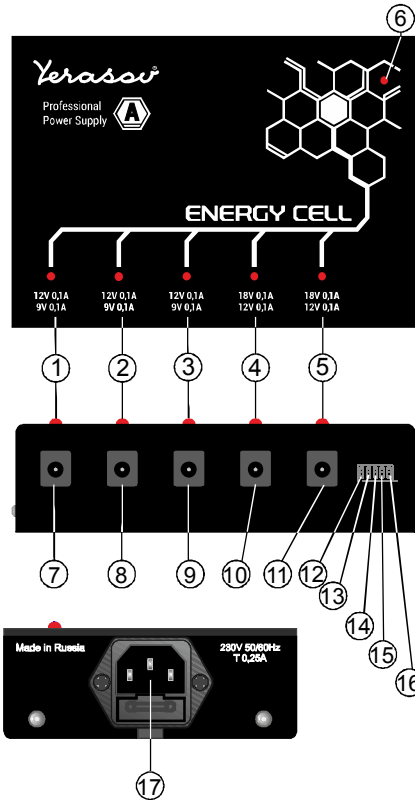 6
Yerasov
Professional
Power Supply
A
ENERGY CELL
12V 0,1A
9V 0,1A
12V 0,1A
9V 0,1A
12V 0,1A
9V 0,1A
18V 0,1A
12V 0,1A
18V 0,1A
12V 0,1A
1
2
3
4
5
7
8
9
10
11
12
13
14
15
16
Made in Russia
230V 50/60Hz
T 0,25A
17